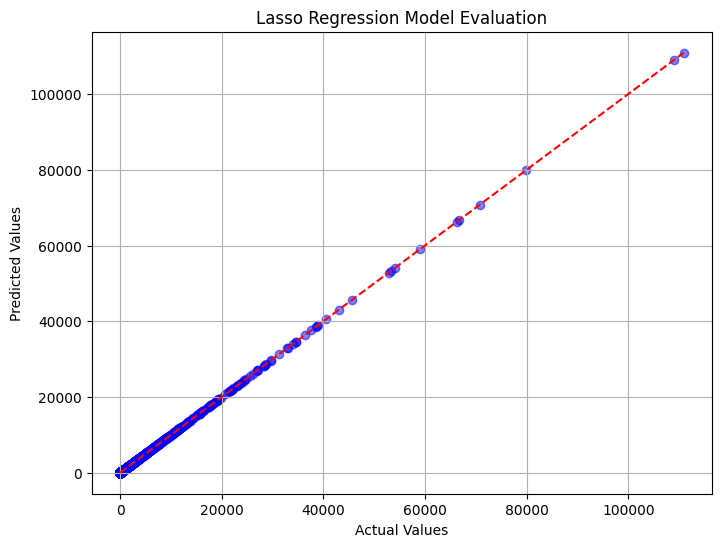 Lasso Regression Model Evaluation
Predicted Values
100000
80000
60000
40000
20000
0
0 20000 40000 60000 80000 100000
Actual Values